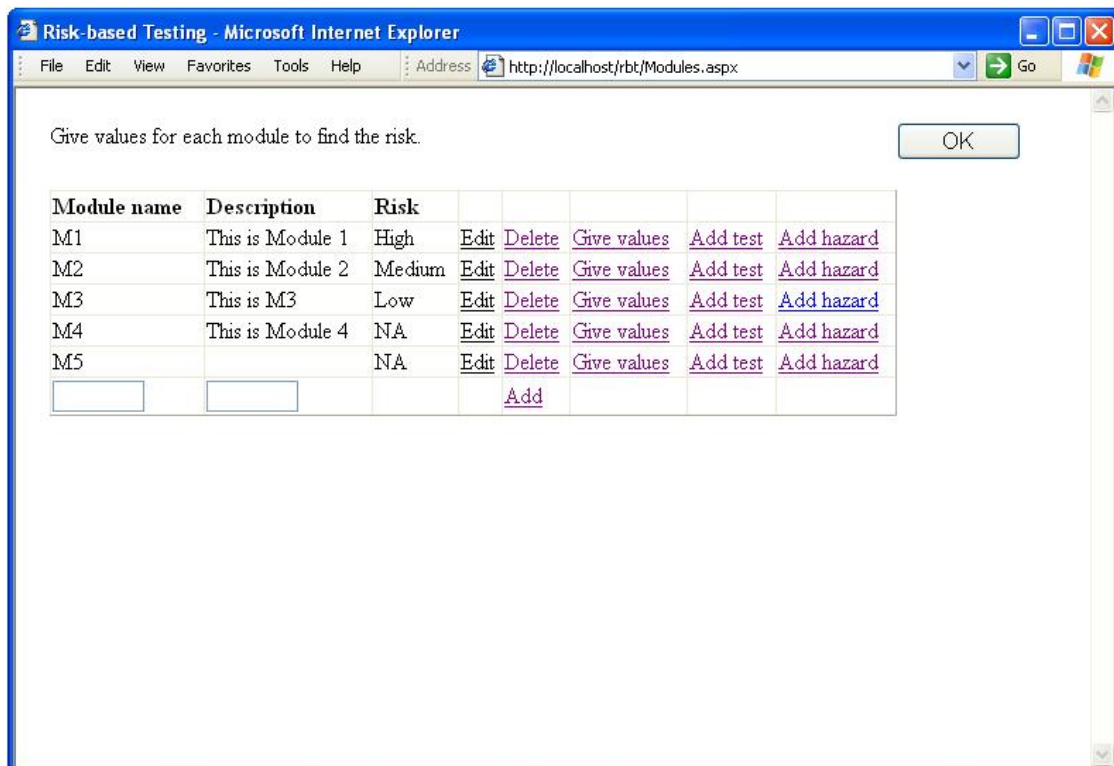 Risk-based Testing - Microsoft Internet Explorer
File Edit View Favorites Tools Help Address http://localhost/rbt/Modules.aspx Go
Give values for each module to find the risk. OK
Module name Description Risk
M1 This is Module 1 High Edit Delete Give values Add test Add hazard
M2 This is Module 2 Medium Edit Delete Give values Add test Add hazard
M3 This is M3 Low Edit Delete Give values Add test Add hazard
M4 This is Module 4 NA Edit Delete Give values Add test Add hazard
M5 NA Edit Delete Give values Add test Add hazard
Add